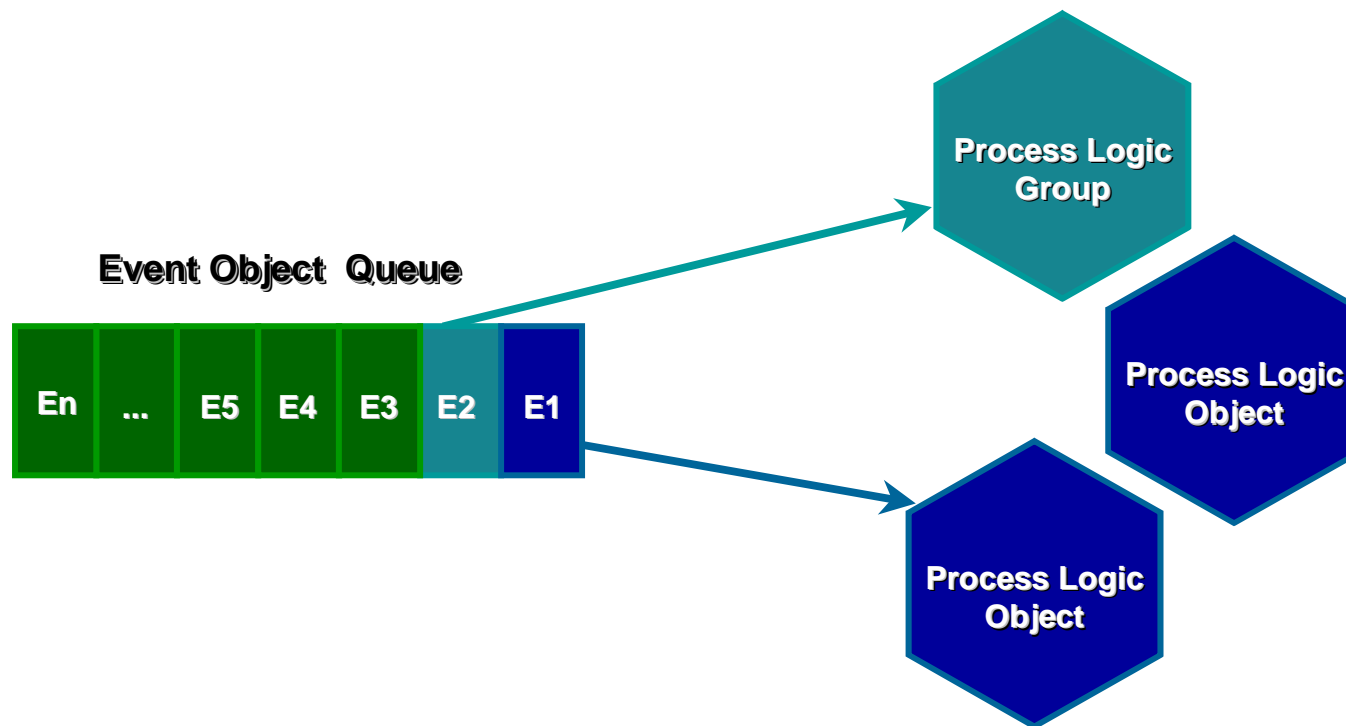 Process Logic
Group
Event Object Queue
En ... E5 E4 E3 E2 E1
Process Logic
Object
Process Logic
Object